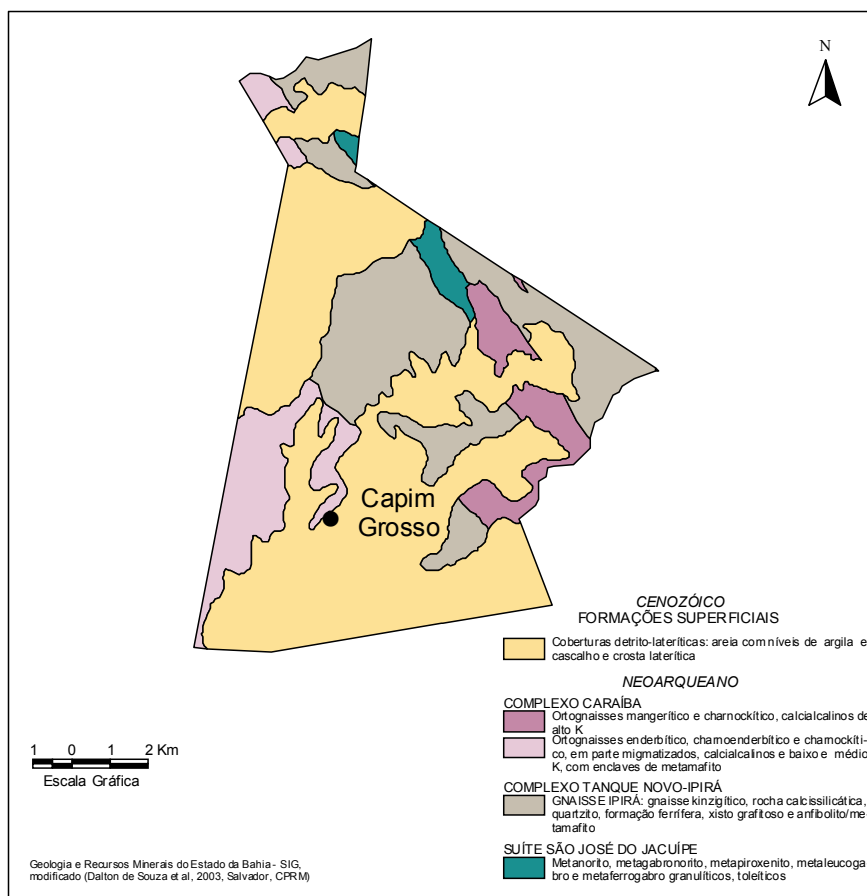 N
Capim
Grosso
CENOZÓICO
FORMAÇÕES SUPERFICIAIS
Coberturas detrito-lateríticas: areia com níveis de argila e
cascalho e crosta laterítica
NEOARQUEANO
COMPLEXO CARAÍBA
Ortognaisses mangerítico e charnockítico, calcialcalinos de
alto K
Ortognaisses enderbítico, charnoenderbítico e charnockíti-
co, em parte migmatizados, calcialcalinos e baixo e médio
K, com enclaves de metamafito
COMPLEXO TANQUE NOVO-IPIRÁ
GNAISSE IPIRÁ: gnaisse kinzigítico, rocha calcissilicática,
quartzito, formação ferrífera, xisto grafitoso e anfibolito/me
tamafito
SUÍTE SÃO JOSÉ DO JACUÍPE
Metanorito, metagabronorito, metapiroxenito, metaleucoga
bro e metaferrogabro granulíticos, toleíticos
1 0 1 2 Km
Escala Gráfica
Geologia e Recursos Minerais do Estado da Bahia - SIG,
modificado (Dalton de Souza et al, 2003, Salvador, CPRM)